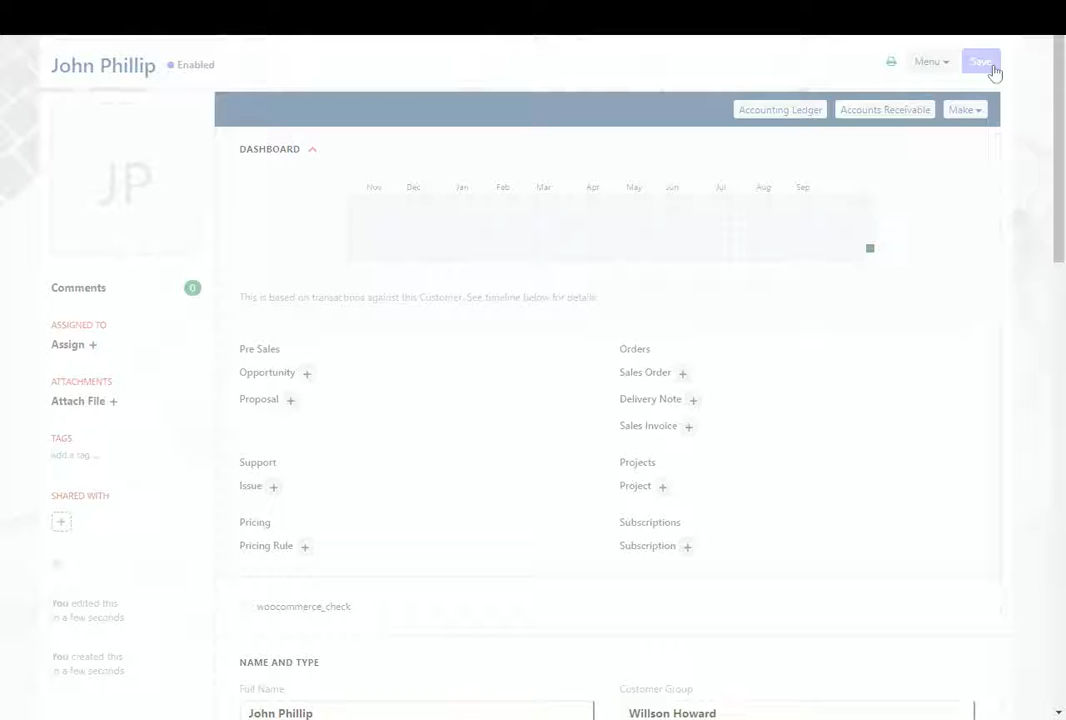 John Phillip Enabled Menu Save
Accounting Ledger Accounts Receivable Make
JP
DASHBOARD
Nov Dec Jan Feb Mar Apr May Jun Jul Aug Sep
This is based on transactions against this Customer. See timeline below for details
Comments 0
ASSIGNED TO
Assign +
ATTACHMENTS
Attach File +
TAGS
Add a tag ...
SHARED WITH
+
You edited this
in a few seconds
You created this
in a few seconds
Pre Sales
Opportunity +
Proposal +
Orders
Sales Order +
Delivery Note +
Sales Invoice +
Support
Issue +
Projects
Project +
Pricing
Pricing Rule +
Subscriptions
Subscription +
woocommerce_check
NAME AND TYPE
Full Name
John Phillip
Customer Group
Willson Howard